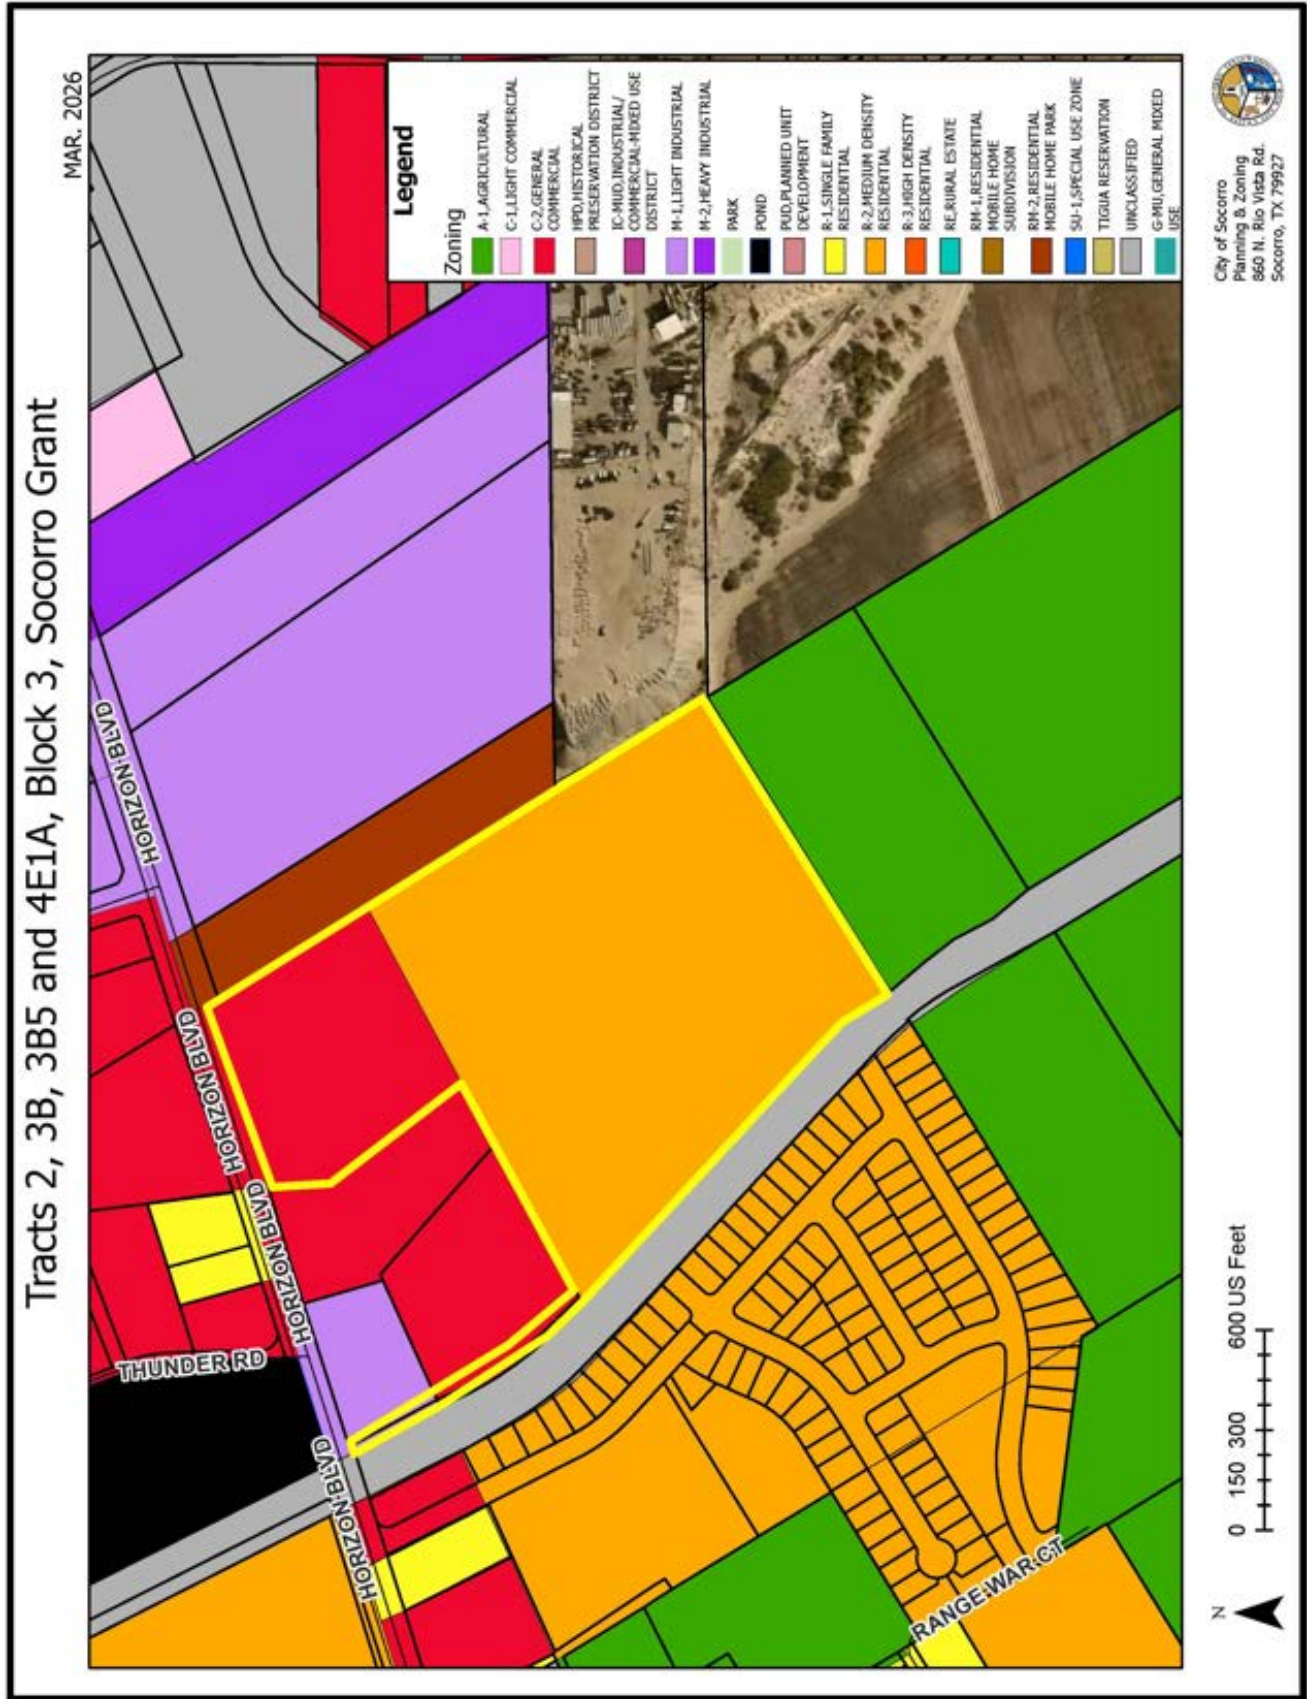 Tracts 2, 3B, 3B5 and 4E1A, Block 3, Socorro Grant
MAR. 2026
HORIZON BLVD
HORIZON BLVD
HORIZON BLVD
HORIZON BLVD
HORIZON BLVD
HORIZON BLVD
HORIZON BLVD
THUNDER RD
RANGE WAR CT
Legend
Zoning
A-1,AGRICULTURAL
C-1,LIGHT COMMERCIAL
C-2,GENERAL
COMMERCIAL
HPD,HISTORICAL
PRESERVATION DISTRICT
IC-MUD,INDUSTRIAL/
COMMERCIAL-MIXED USE
DISTRICT
M-1,LIGHT INDUSTRIAL
M-2,HEAVY INDUSTRIAL
PARK
POND
PUD,PLANNED UNIT
DEVELOPMENT
R-1,SINGLE FAMILY
RESIDENTIAL
R-2,MEDIUM DENSITY
RESIDENTIAL
R-3,HIGH DENSITY
RESIDENTIAL
RE,RURAL ESTATE
RM-1,RESIDENTIAL
MOBILE HOME
SUBDIVISION
RM-2,RESIDENTIAL
MOBILE HOME PARK
SU-1,SPECIAL USE ZONE
TIGUA RESERVATION
UNCLASSIFIED
G-MU,GENERAL MIXED
USE
N
0 150 300 600 US Feet
City of Socorro
Planning & Zoning
860 N. Rio Vista Rd.
Socorro, TX 79927